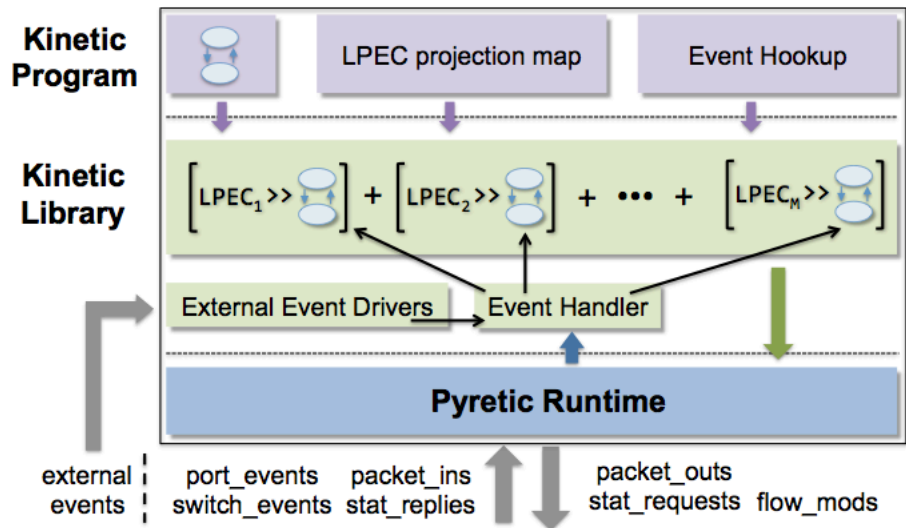 Kinetic
Program
LPEC projection map
Event Hookup
Kinetic
Library
[LPEC1 >> ] + [LPEC2 >> ] + ••• + [LPECM >> ]
External Event Drivers
Event Handler
Pyretic Runtime
external
events
port_events
switch_events
packet_ins
stat_replies
packet_outs
stat_requests
flow_mods